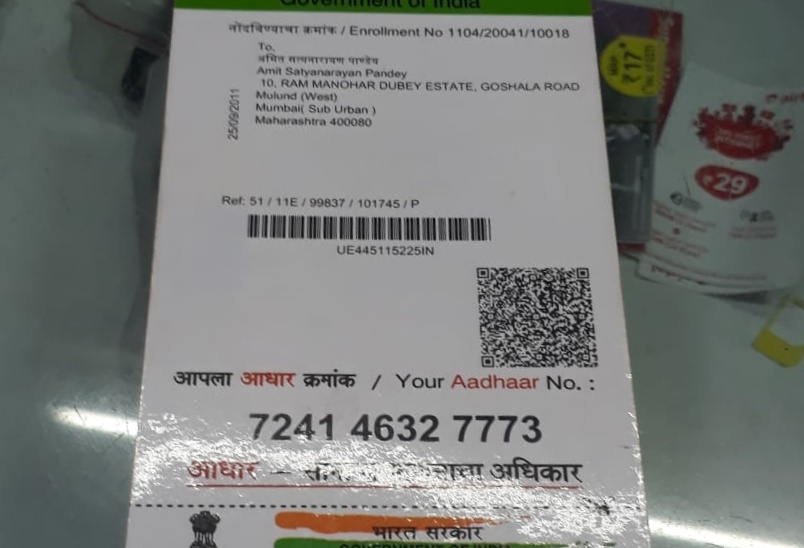 Government of India
नोंदविण्याचा क्रमांक / Enrollment No 1104/20041/10018
To,
अमित सत्यनारायण पाण्डेय
Amit Satyanarayan Pandey
10, RAM MANOHAR DUBEY ESTATE, GOSHALA ROAD
Mulund (West)
Mumbai( Sub Urban )
Maharashtra 400080
25/09/2011
Ref: 51 / 11E / 99837 / 101745 / P
UE445115225IN
आपला आधार क्रमांक / Your Aadhaar No. :
7241 4632 7773
आधार – अधिकार
भारत सरकार
GOVERNMENT OF INDIA
MRP
₹17
₹29